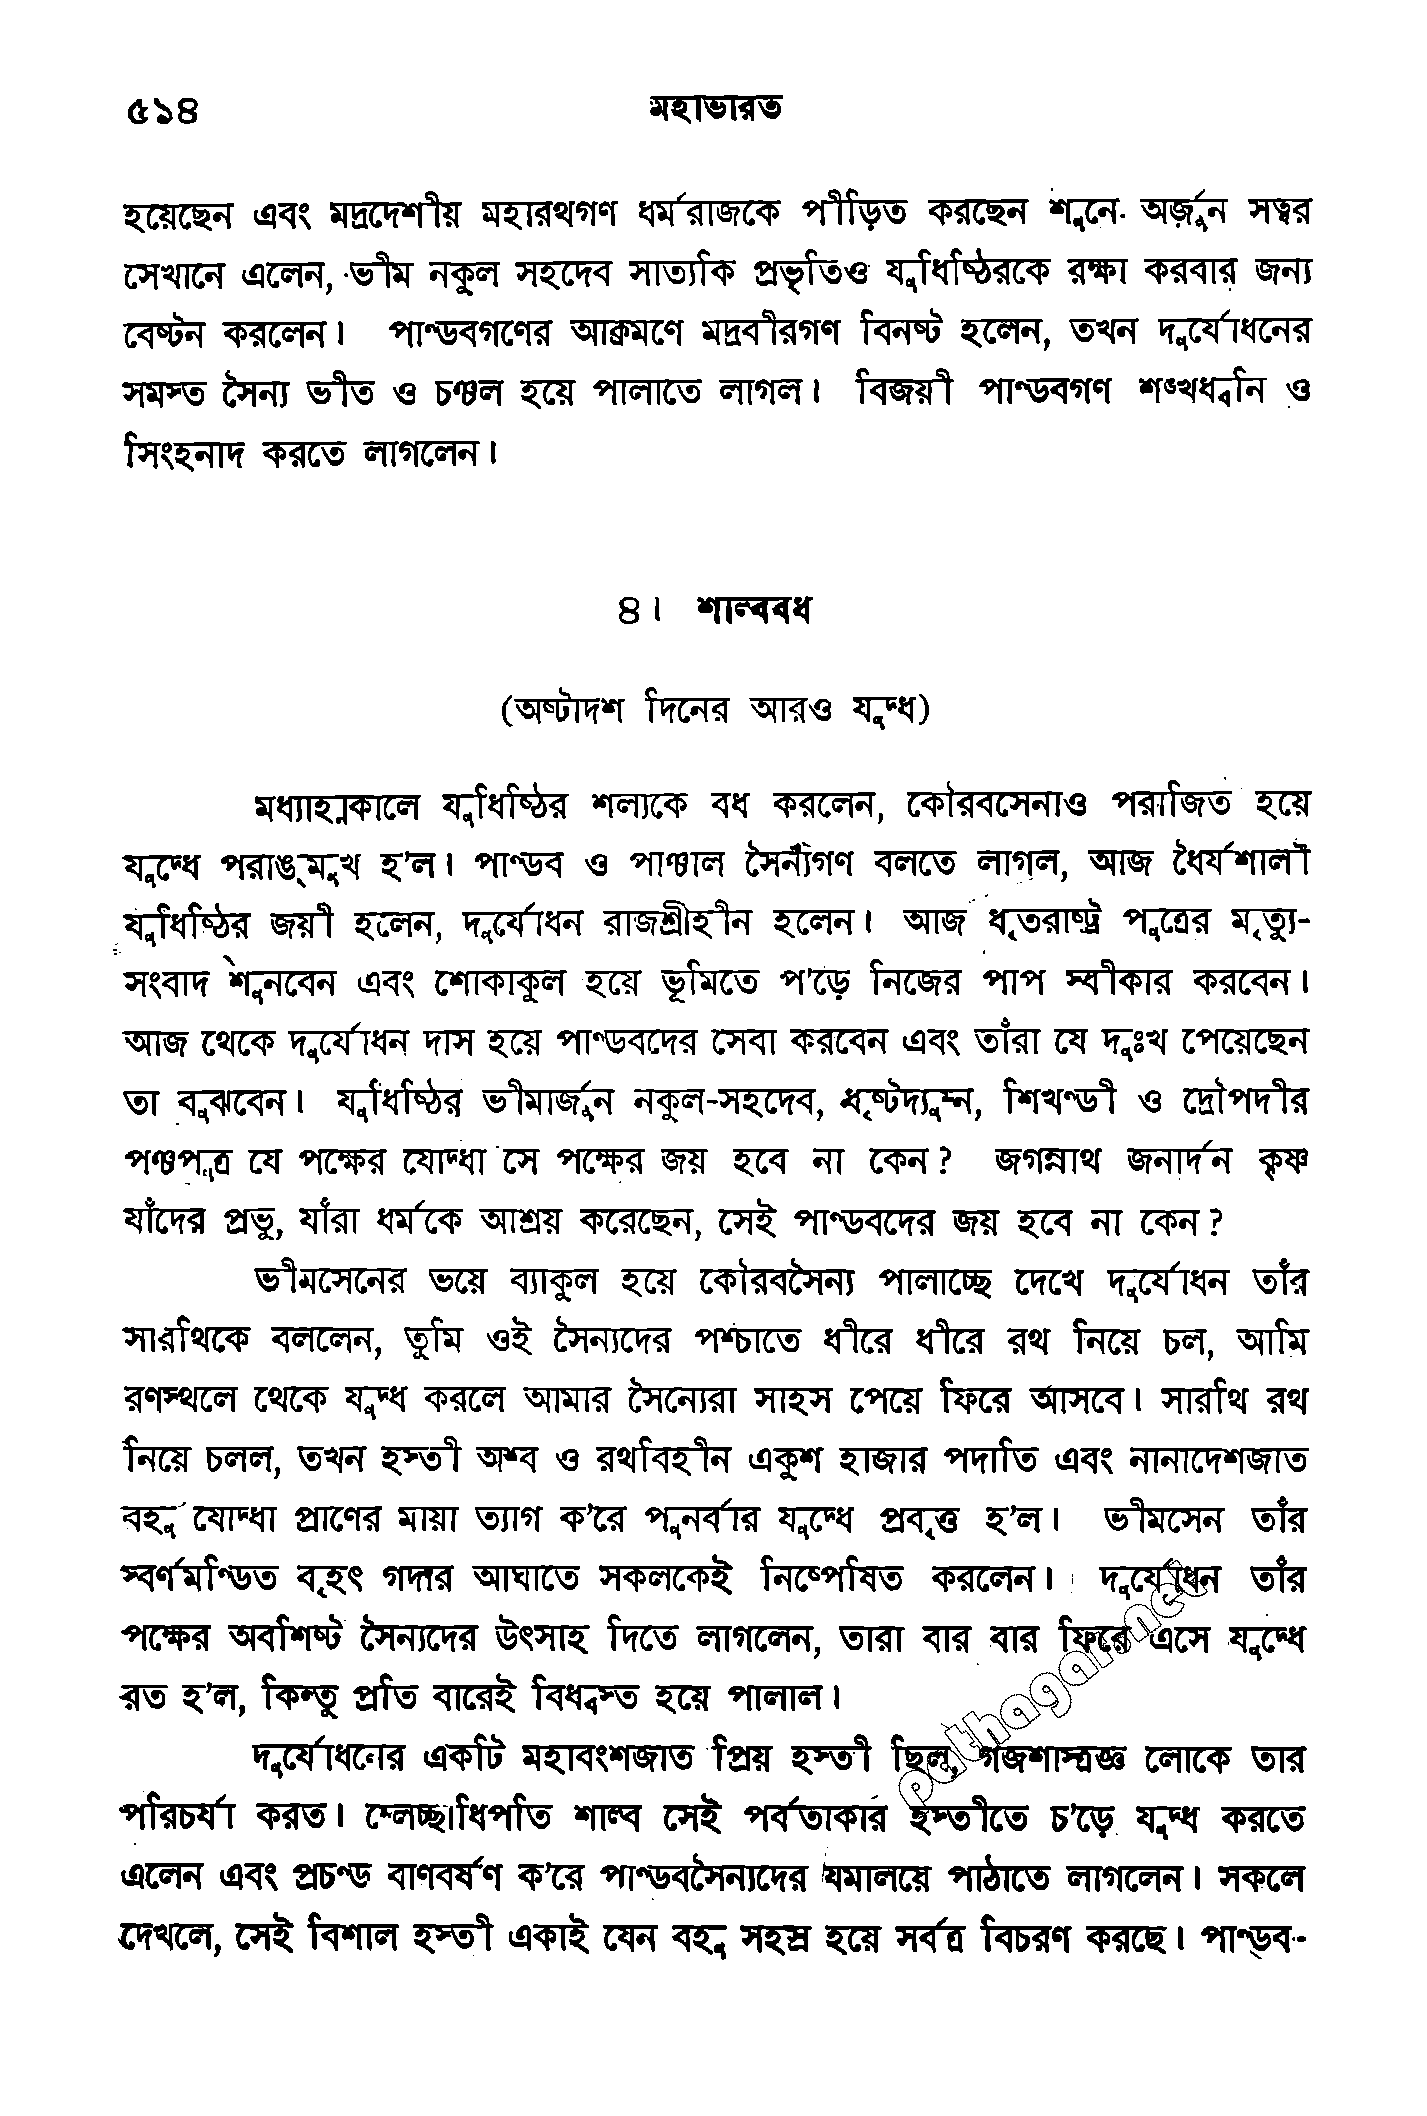 ৫১৪ মহাভারত
হয়েছেন এবং মদ্রদেশীয় মহারথগণ ধর্মরাজকে পীড়িত করছেন শুনে অর্জুন সত্বর
সেখানে এলেন, ভীম নকুল সহদেব সাত্যকি প্রভৃতিও যুধিষ্ঠিরকে রক্ষা করবার জন্য
বেষ্টন করলেন। পাণ্ডবগণের আক্রমণে মদ্রবীরগণ বিনষ্ট হলেন, তখন দুর্যোধনের
সমস্ত সৈন্য ভীত ও চঞ্চল হয়ে পালাতে লাগল। বিজয়ী পাণ্ডবগণ শঙ্খধ্বনি ও
সিংহনাদ করতে লাগলেন।
৪। শাল্ববধ
(অষ্টাদশ দিনের আরও যুদ্ধ)
মধ্যাহ্নকালে যুধিষ্ঠির শল্যকে বধ করলেন, কৌরবসেনাও পরাজিত হয়ে
যুদ্ধে পরাঙ্‌মুখ হ'ল। পাণ্ডব ও পাঞ্চাল সৈন্যগণ বলতে লাগল, আজ ধৈর্যশালী
যুধিষ্ঠির জয়ী হলেন, দুর্যোধন রাজশ্রীহীন হলেন। আজ ধৃতরাষ্ট্র পুত্রের মৃত্যু-
সংবাদ শুনবেন এবং শোকাকুল হয়ে ভূমিতে প'ড়ে নিজের পাপ স্বীকার করবেন।
আজ থেকে দুর্যোধন দাস হয়ে পাণ্ডবদের সেবা করবেন এবং তাঁরা যে দুঃখ পেয়েছেন
তা বুঝবেন। যুধিষ্ঠির ভীমার্জুন নকুল-সহদেব, ধৃষ্টদ্যুম্ন, শিখণ্ডী ও দ্রৌপদীর
পঞ্চপুত্র যে পক্ষের যোদ্ধা সে পক্ষের জয় হবে না কেন? জগন্নাথ জনার্দন কৃষ্ণ
যাঁদের প্রভু, যাঁরা ধর্মকে আশ্রয় করেছেন, সেই পাণ্ডবদের জয় হবে না কেন?
ভীমসেনের ভয়ে ব্যাকুল হয়ে কৌরবসৈন্য পালাচ্ছে দেখে দুর্যোধন তাঁর
সারথিকে বললেন, তুমি ওই সৈন্যদের পশ্চাতে ধীরে ধীরে রথ নিয়ে চল, আমি
রণস্থলে থেকে যুদ্ধ করলে আমার সৈন্যেরা সাহস পেয়ে ফিরে আসবে। সারথি রথ
নিয়ে চলল, তখন হস্তী অশ্ব ও রথবিহীন একুশ হাজার পদাতি এবং নানাদেশজাত
বহু যোদ্ধা প্রাণের মায়া ত্যাগ ক'রে পুনর্বার যুদ্ধে প্রবৃত্ত হ'ল। ভীমসেন তাঁর
স্বর্ণমণ্ডিত বৃহৎ গদার আঘাতে সকলকেই নিষ্পেষিত করলেন। দুর্যোধন তাঁর
পক্ষের অবশিষ্ট সৈন্যদের উৎসাহ দিতে লাগলেন, তারা বার বার ফিরে এসে যুদ্ধে
রত হ'ল, কিন্তু প্রতি বারেই বিধ্বস্ত হয়ে পালাল।
দুর্যোধনের একটি মহাবংশজাত প্রিয় হস্তী ছিল, গজশাস্ত্রজ্ঞ লোকে তার
পরিচর্যা করত। ম্লেচ্ছাধিপতি শাল্ব সেই পর্বতাকার হস্তীতে চ'ড়ে যুদ্ধ করতে
এলেন এবং প্রচণ্ড বাণবর্ষণ ক'রে পাণ্ডবসৈন্যদের যমালয়ে পাঠাতে লাগলেন। সকলে
দেখলে, সেই বিশাল হস্তী একাই যেন বহু সহস্র হয়ে সর্বত্র বিচরণ করছে। পাণ্ডব-
pathagar.net